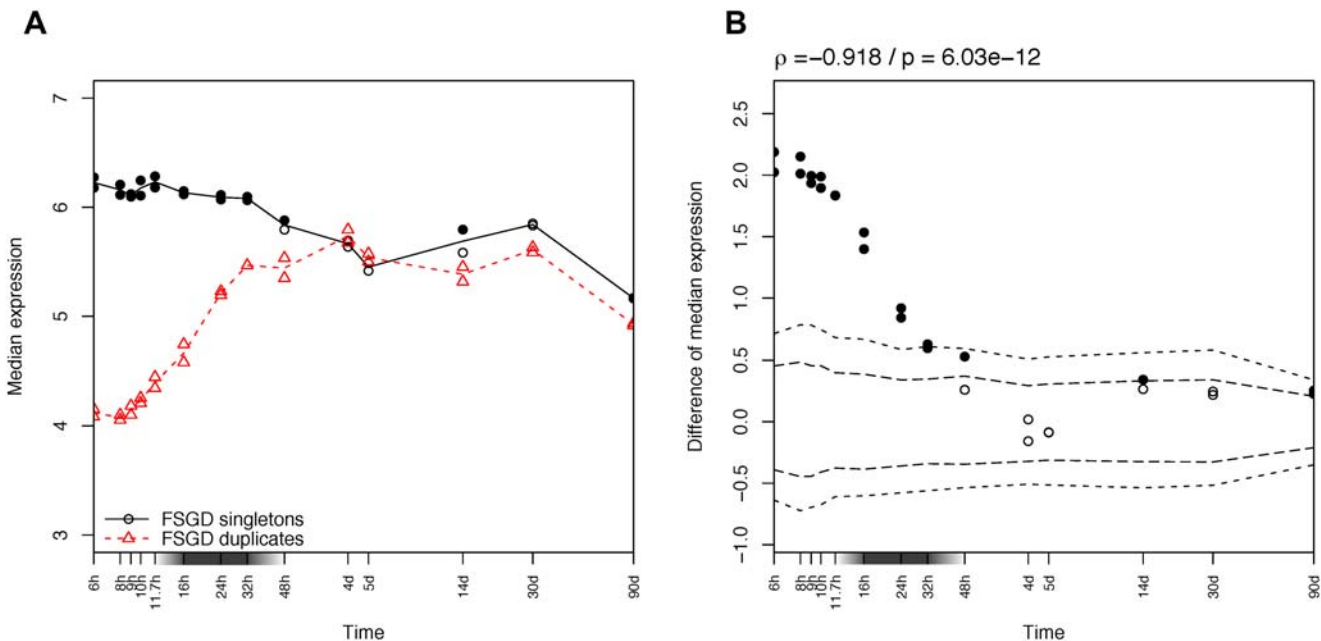 A
B
ρ =−0.918 / p = 6.03e−12
Median expression
7
6
5
4
3
FSGD singletons
FSGD duplicates
6h
8h
9h
10h
11.7h
16h
24h
32h
48h
4d
5d
14d
30d
90d
Time
Difference of median expression
2.5
2.0
1.5
1.0
0.5
0.0
−0.5
−1.0
6h
8h
9h
10h
11.7h
16h
24h
32h
48h
4d
5d
14d
30d
90d
Time